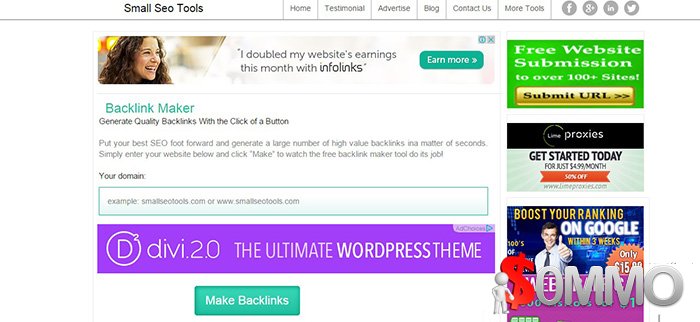 Small Seo Tools
Home
Testimonial
Advertise
Blog
Contact Us
More Tools
"I doubled my website's earnings
this month with infolinks"
Earn more »
Backlink Maker
Generate Quality Backlinks With the Click of a Button
Put your best SEO foot forward and generate a large number of high value backlinks ina matter of seconds.
Simply enter your website below and click "Make" to watch the free backlink maker tool do its job!
Your domain:
example: smallseotools.com or www.smallseotools.com
AdChoices
divi 2.0 THE ULTIMATE WORDPRESS THEME
Make Backlinks
Free Website
Submission
to over 100+ Sites!
Submit URL >>
Lime proxies
GET STARTED TODAY
FOR JUST $4.99/MONTH
50% OFF
www.limeproxies.com
BOOST YOUR RANKING
ON GOOGLE
WITHIN 3 WEEKS
100's
OF
Only
$OMMO